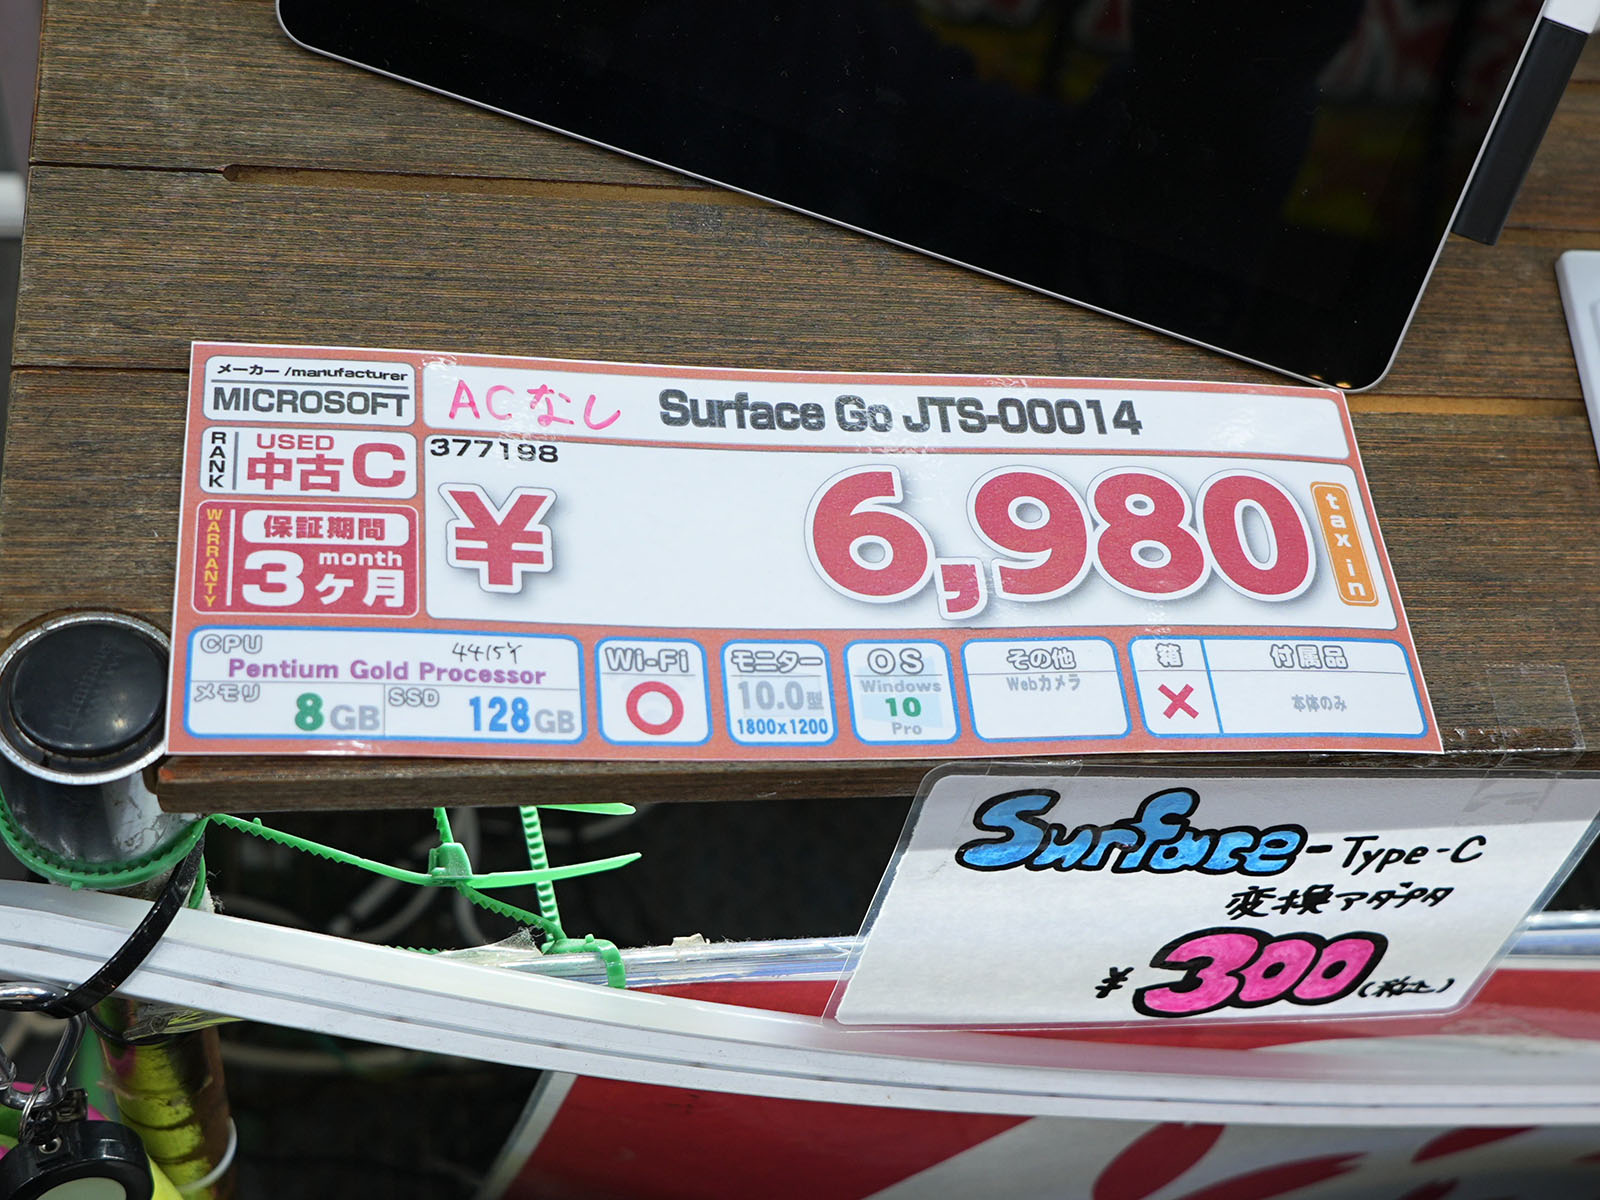 メーカー/manufacturer
MICROSOFT
ACなし Surface Go JTS-00014
RANK
USED
中古 C
377198
WARRANTY
保証期間
3ヶ月
month
¥6,980
tax in
CPU
4415Y
Pentium Gold Processor
メモリ
8GB
SSD
128GB
Wi-Fi
○
モニター
10.0型
1800x1200
OS
Windows
10
Pro
その他
Webカメラ
箱
×
付属品
本体のみ
Surface-Type-C
変換アダプタ
¥300(税込)